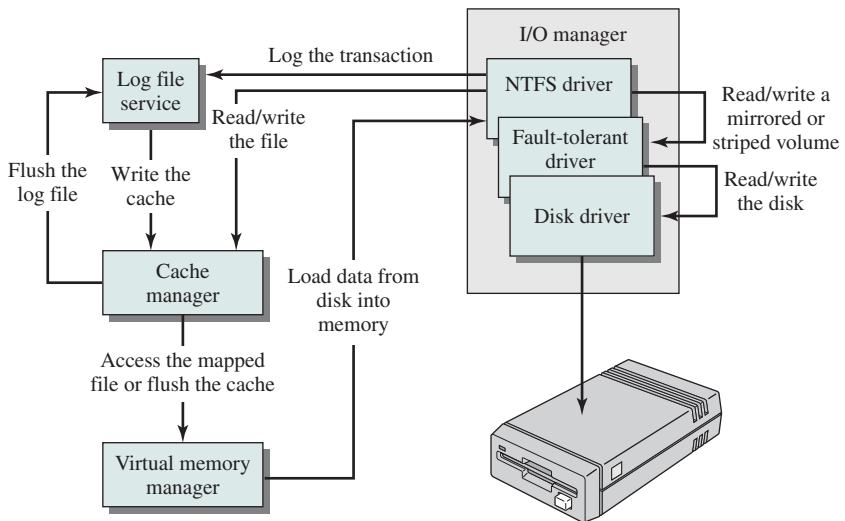 I/O manager
Log the transaction
Log file
service
NTFS driver
Read/write
the file
Read/write a
mirrored or
striped volume
Fault-tolerant
driver
Flush the
log file
Write the
cache
Read/write
the disk
Disk driver
Cache
manager
Load data from
disk into
memory
Access the mapped
file or flush the cache
Virtual memory
manager